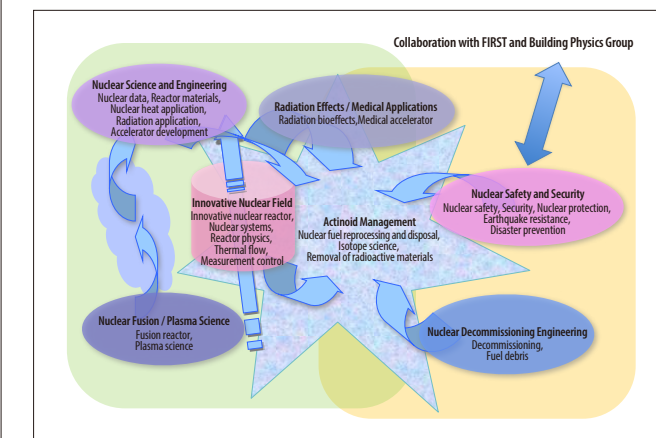 Collaboration with FIRST and Building Physics Group
Nuclear Science and Engineering
Nuclear data, Reactor materials,
Nuclear heat application,
Radiation application,
Accelerator development
Radiation Effects / Medical Applications
Radiation bioeffects,Medical accelerator
Innovative Nuclear Field
Innovative nuclear reactor,
Nuclear systems,
Reactor physics,
Thermal flow,
Measurement control
Actinoid Management
Nuclear fuel reprocessing and disposal,
Isotope science,
Removal of radioactive materials
Nuclear Safety and Security
Nuclear safety, Security, Nuclear protection,
Earthquake resistance,
Disaster prevention
Nuclear Fusion / Plasma Science
Fusion reactor,
Plasma science
Nuclear Decommissioning Engineering
Decommissioning,
Fuel debris